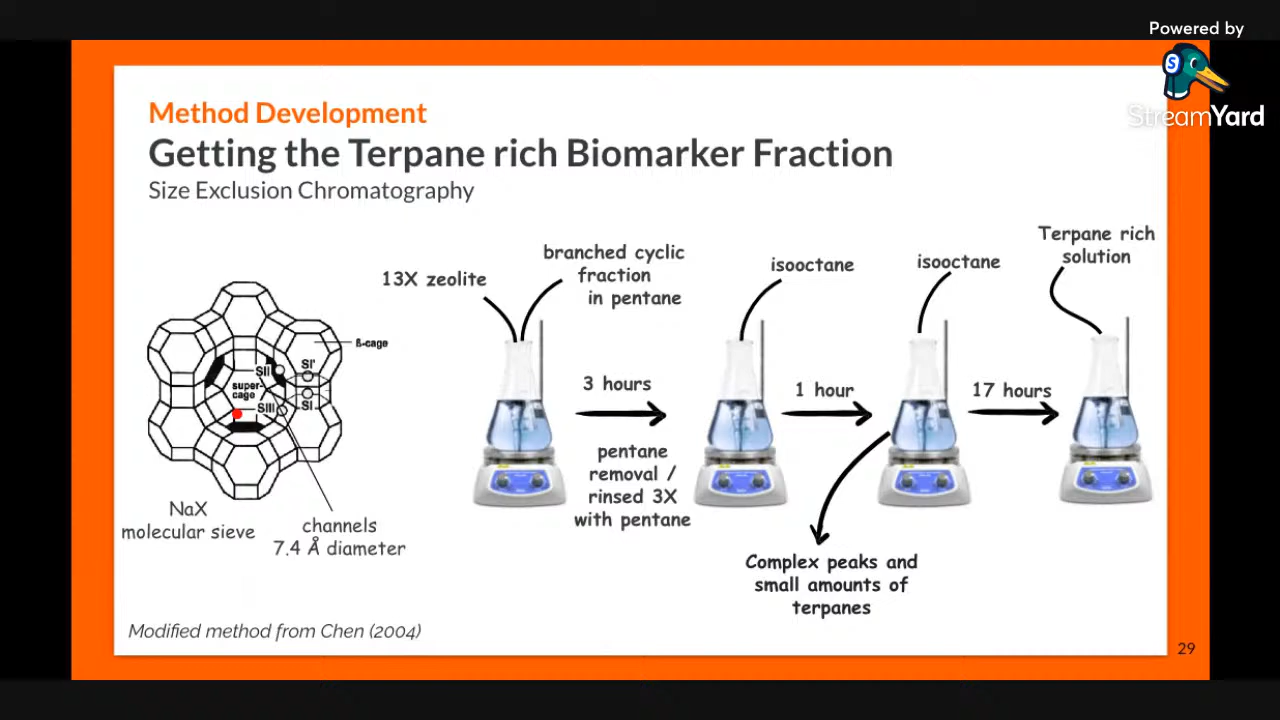 Powered by
StreamYard
Method Development
Getting the Terpane rich Biomarker Fraction
Size Exclusion Chromatography
13X zeolite
branched cyclic
fraction
in pentane
isooctane
isooctane
Terpane rich
solution
ß-cage
SI'
SII
super-
cage
SIII
SI
NaX
molecular sieve
channels
7.4 Å diameter
3 hours
pentane
removal /
rinsed 3X
with pentane
1 hour
17 hours
Complex peaks and
small amounts of
terpanes
Modified method from Chen (2004)
29